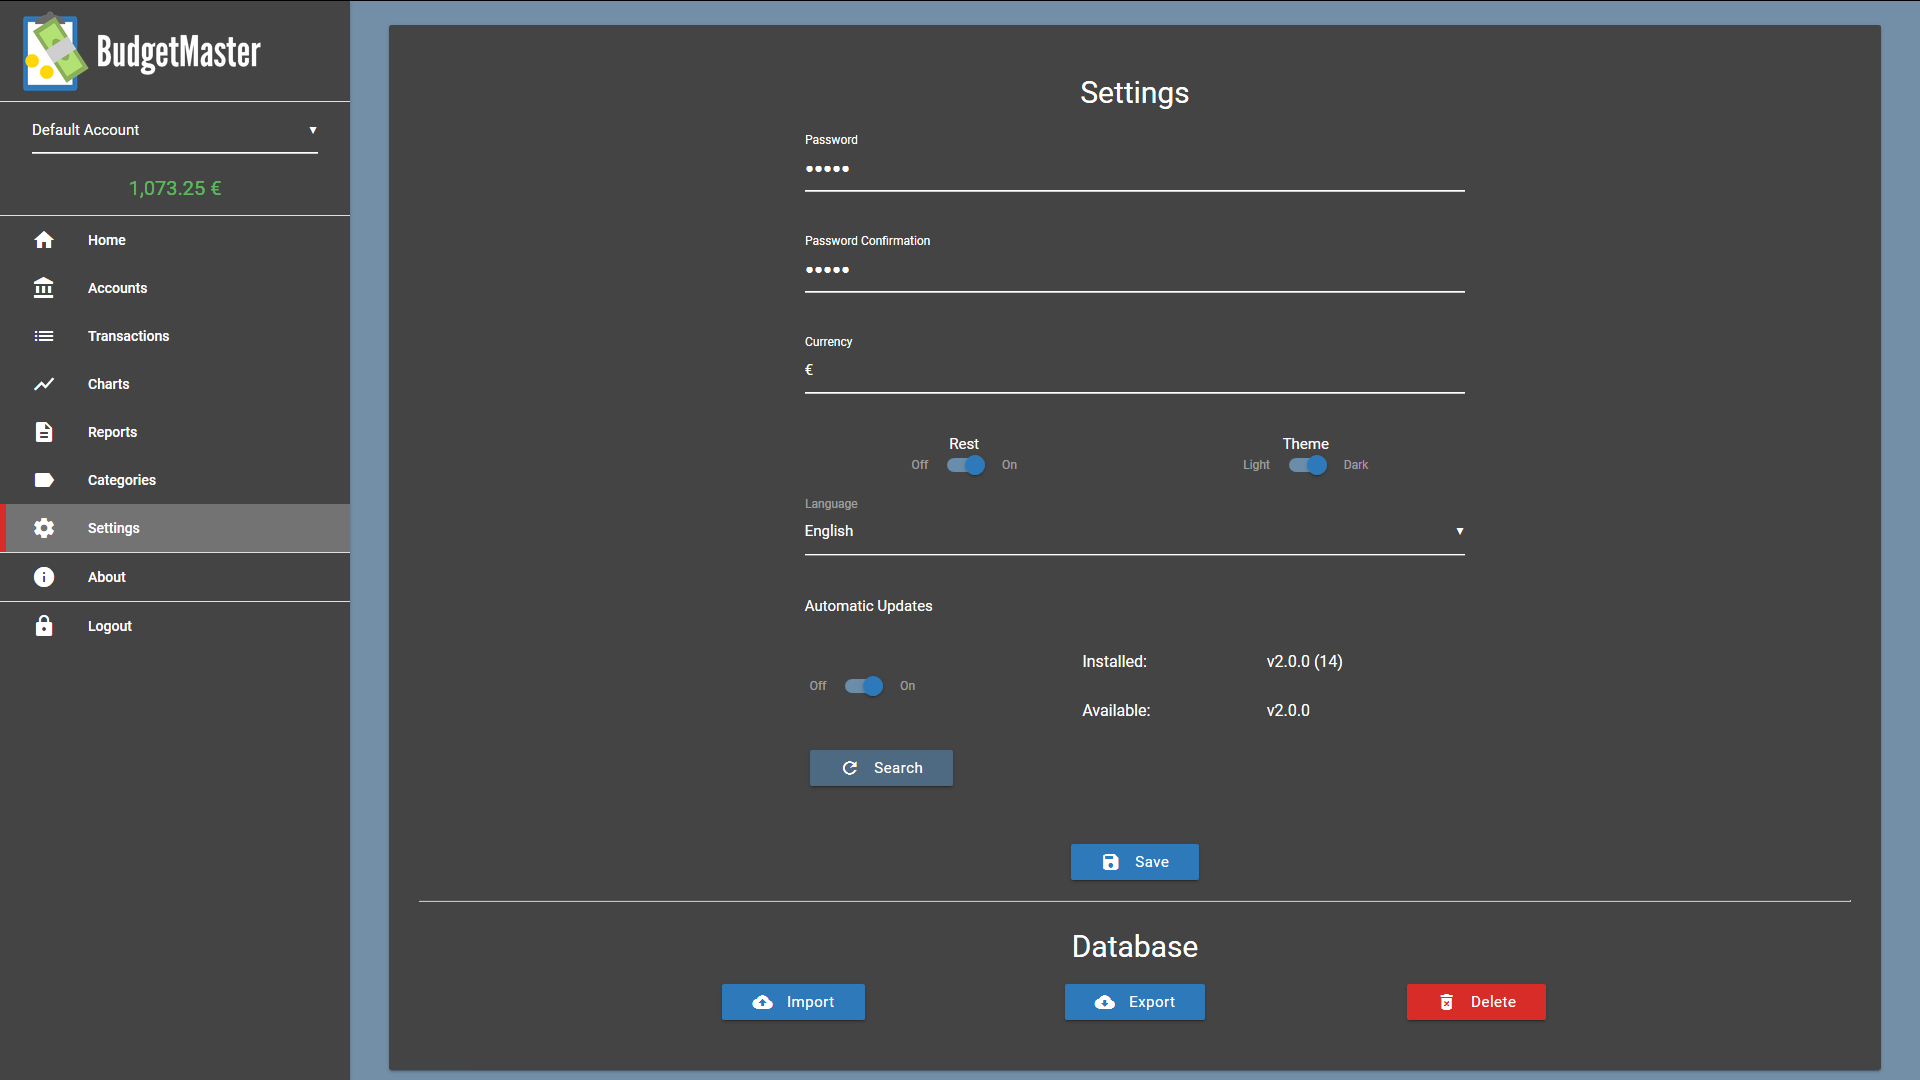 BudgetMaster
Default Account
1,073.25 €
Home
Accounts
Transactions
Charts
Reports
Categories
Settings
About
Logout
Settings
Password
•••••
Password Confirmation
•••••
Currency
€
Rest
Off On
Theme
Light Dark
Language
English
Automatic Updates
Off On
Installed: v2.0.0 (14)
Available: v2.0.0
Search
Save
Database
Import
Export
Delete